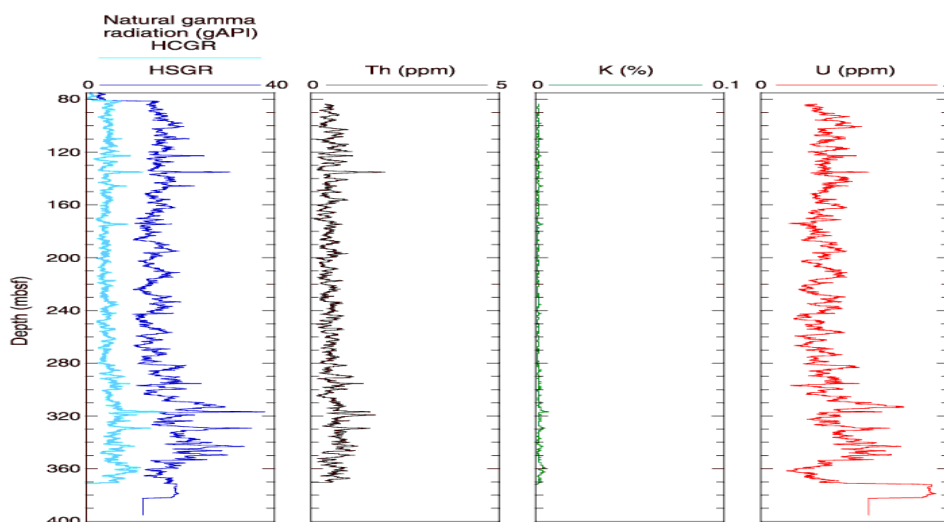 Natural gamma
radiation (gAPI)
HCGR
HSGR
Th (ppm)
K (%)
U (ppm)
0 40 0 5 0 0.1 0
80
120
160
200
240
280
320
360
400
Depth (mbsf)